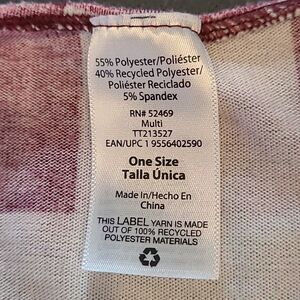 55% Polyester/Poliéster
40% Recycled Polyester/
Poliéster Reciclado
5% Spandex
RN# 52469
Multi
TT213527
EAN/UPC 1 9556402590
One Size
Talla Única
Made In/Hecho En
China
THIS LABEL YARN IS MADE
OUT OF 100% RECYCLED
POLYESTER MATERIALS